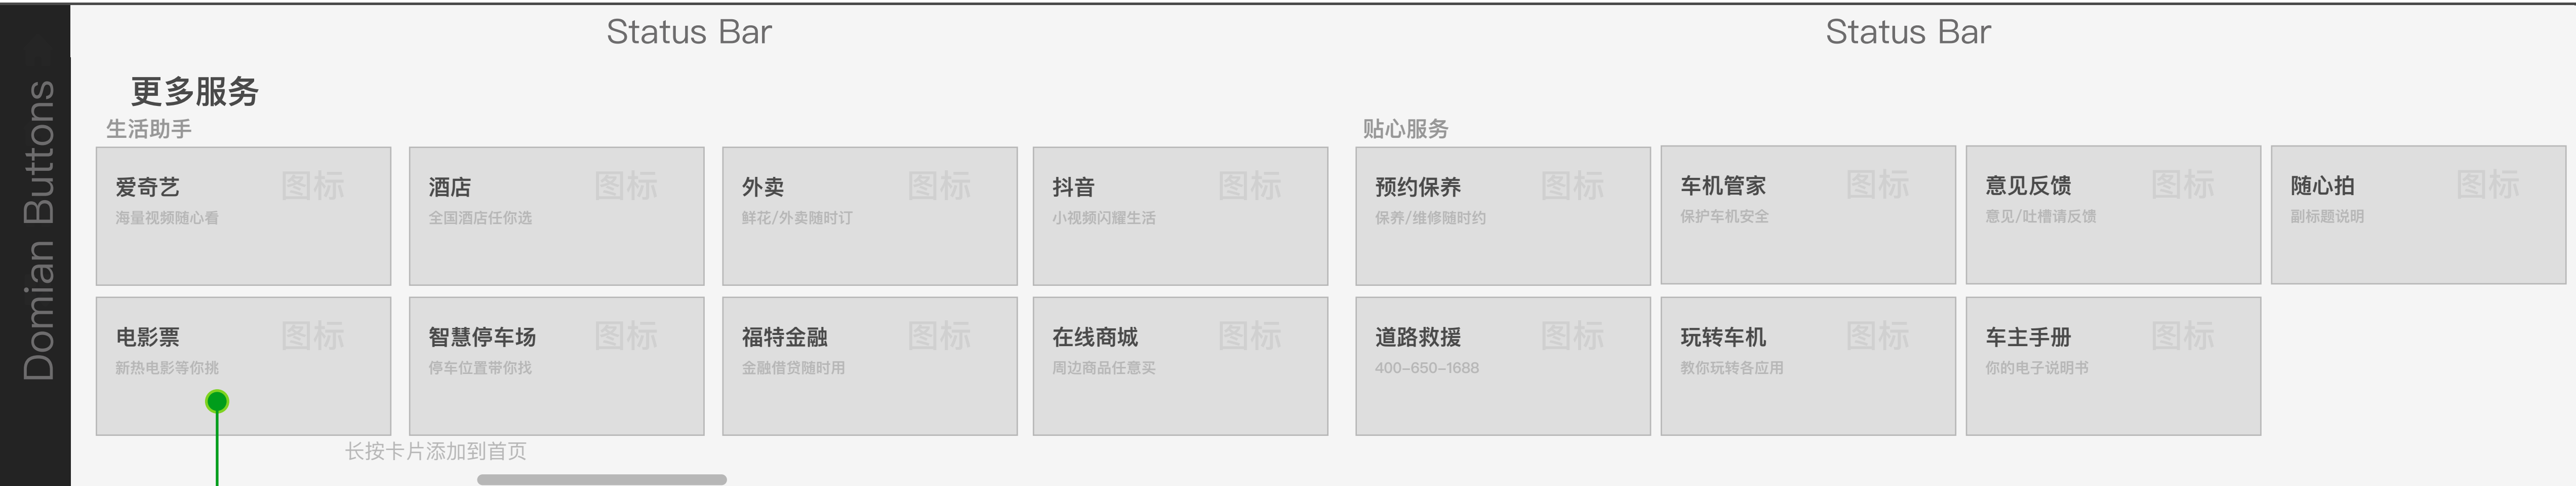 Status Bar
Status Bar
Domian Buttons
更多服务
生活助手
贴心服务
爱奇艺
图标
海量视频随心看
酒店
图标
全国酒店任你选
外卖
图标
鲜花/外卖随时订
抖音
图标
小视频闪耀生活
预约保养
图标
保养/维修随时约
车机管家
图标
保护车机安全
意见反馈
图标
意见/吐槽请反馈
随心拍
图标
副标题说明
电影票
图标
新热电影等你挑
智慧停车场
图标
停车位置带你找
福特金融
图标
金融借贷随时用
在线商城
图标
周边商品任意买
道路救援
图标
400-650-1688
玩转车机
图标
教你玩转各应用
车主手册
图标
你的电子说明书
长按卡片添加到首页